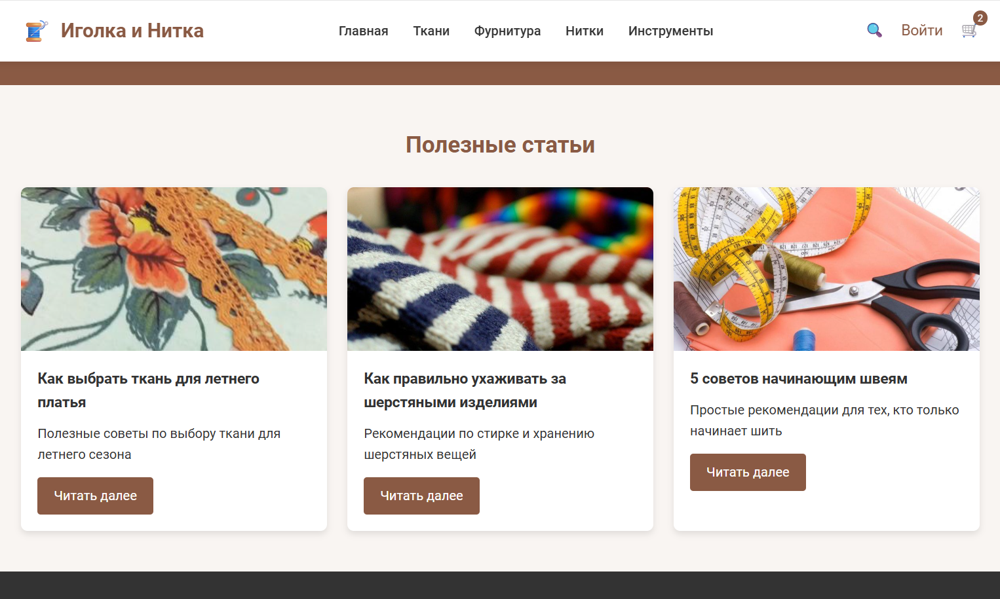 Иголка и Нитка
Главная
Ткани
Фурнитура
Нитки
Инструменты
Войти
2
Полезные статьи
Как выбрать ткань для летнего
платья
Полезные советы по выбору ткани для
летнего сезона
Читать далее
Как правильно ухаживать за
шерстяными изделиями
Рекомендации по стирке и хранению
шерстяных вещей
Читать далее
5 советов начинающим швеям
Простые рекомендации для тех, кто только
начинает шить
Читать далее